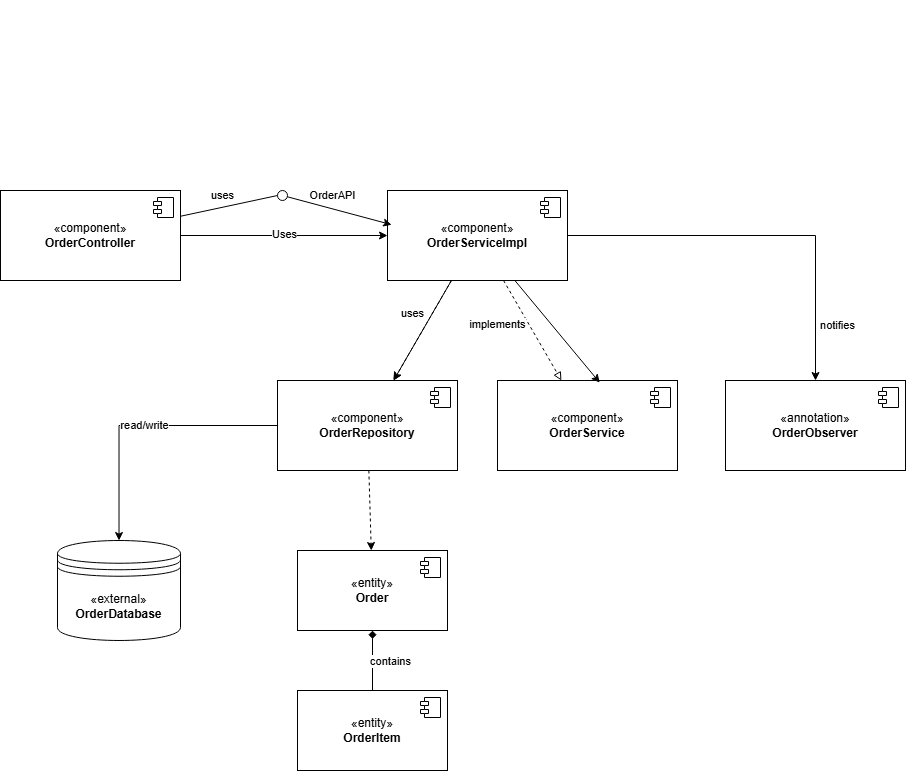 uses
OrderAPI
«component»
OrderController
Uses
«component»
OrderServiceImpl
uses
implements
notifies
«component»
OrderRepository
«component»
OrderService
«annotation»
OrderObserver
read/write
«external»
OrderDatabase
«entity»
Order
contains
«entity»
OrderItem